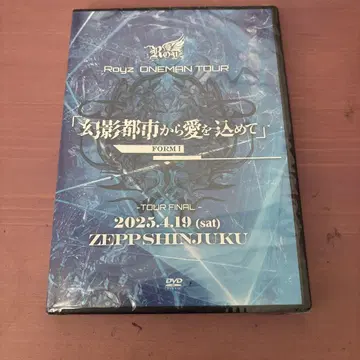 Royz
Royz ONEMAN TOUR
「幻影都市から愛を込めて」
FORM I
-TOUR FINAL-
2025.4.19 (sat)
ZEPP SHINJUKU
DVD